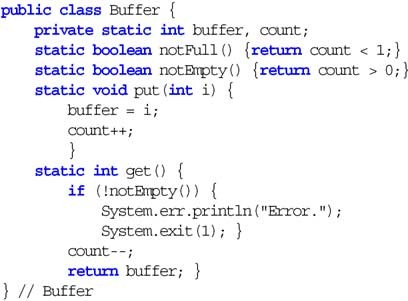 public class Buffer {
    private static int buffer, count;
    static boolean notFull() {return count < 1;}
    static boolean notEmpty() {return count > 0;}
    static void put(int i) {
        buffer = i;
        count++;
        }
    static int get() {
        if (!notEmpty()) {
            System.err.println("Error.");
            System.exit(1); }
        count--;
        return buffer; }
} // Buffer